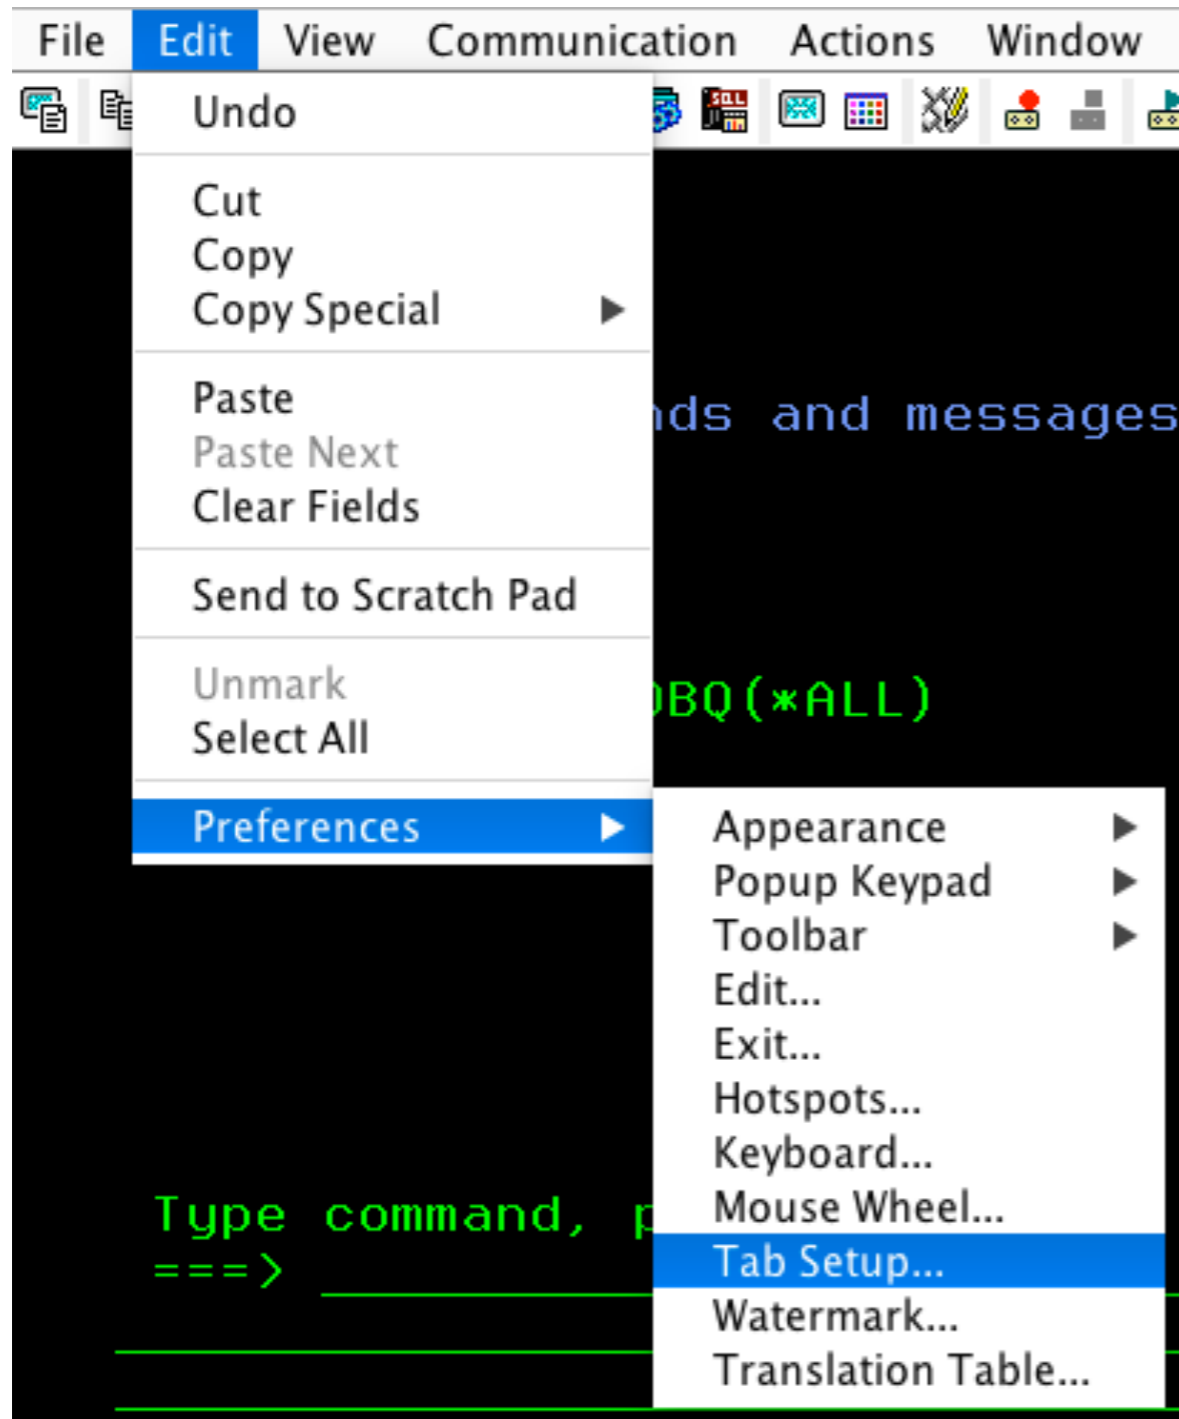 File Edit View Communication Actions Window
SQL
Undo
Cut
Copy
Copy Special
Paste
Paste Next
Clear Fields
Send to Scratch Pad
Unmark
Select All
Preferences
nds and messages
OBQ(*ALL)
Appearance
Popup Keypad
Toolbar
Edit...
Exit...
Hotspots...
Keyboard...
Mouse Wheel...
Tab Setup...
Watermark...
Translation Table...
Type command, p
===>